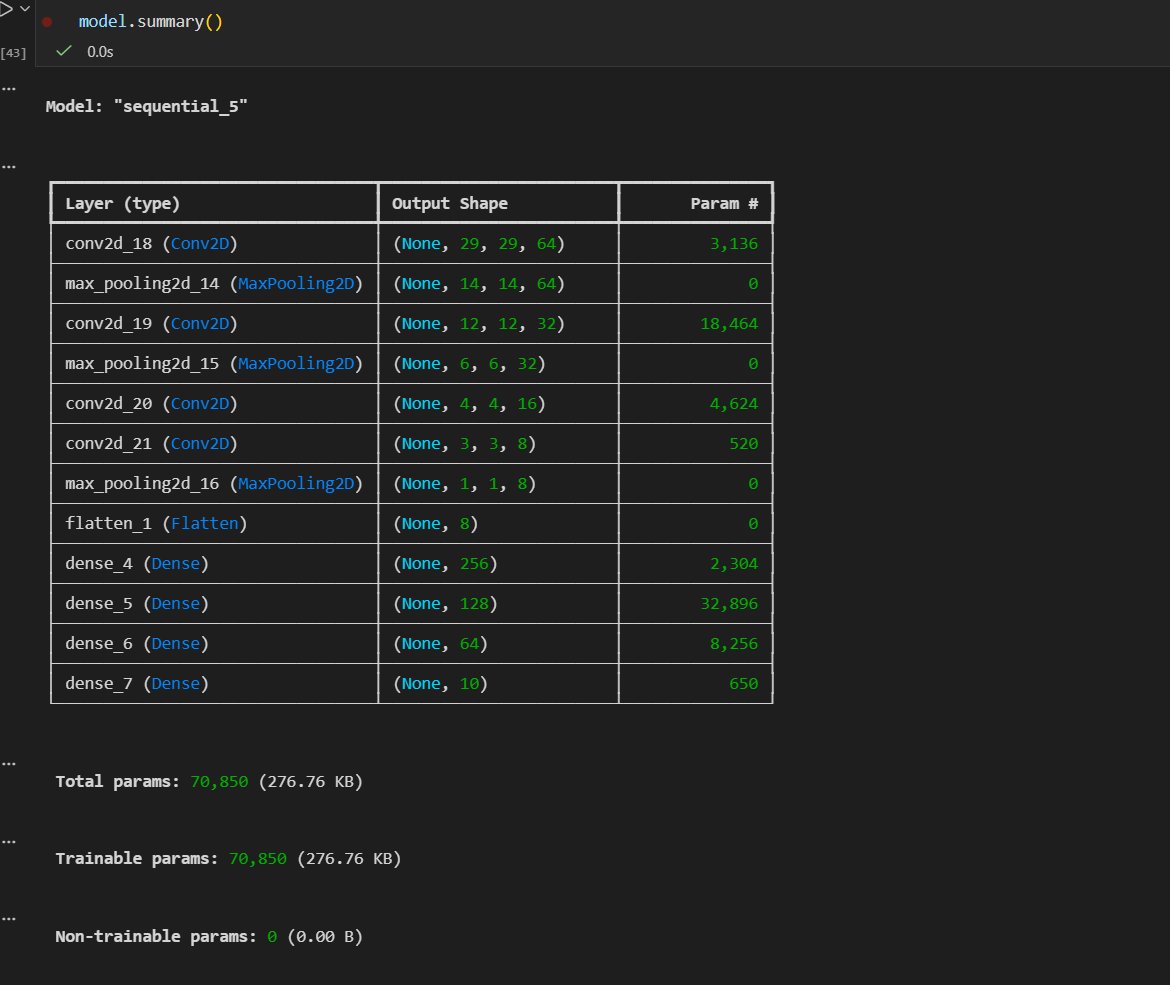 model.summary()
[43]
0.0s
...
Model: "sequential_5"
...
Layer (type) Output Shape Param #
conv2d_18 (Conv2D) (None, 29, 29, 64) 3,136
max_pooling2d_14 (MaxPooling2D) (None, 14, 14, 64) 0
conv2d_19 (Conv2D) (None, 12, 12, 32) 18,464
max_pooling2d_15 (MaxPooling2D) (None, 6, 6, 32) 0
conv2d_20 (Conv2D) (None, 4, 4, 16) 4,624
conv2d_21 (Conv2D) (None, 3, 3, 8) 520
max_pooling2d_16 (MaxPooling2D) (None, 1, 1, 8) 0
flatten_1 (Flatten) (None, 8) 0
dense_4 (Dense) (None, 256) 2,304
dense_5 (Dense) (None, 128) 32,896
dense_6 (Dense) (None, 64) 8,256
dense_7 (Dense) (None, 10) 650
...
Total params: 70,850 (276.76 KB)
...
Trainable params: 70,850 (276.76 KB)
...
Non-trainable params: 0 (0.00 B)